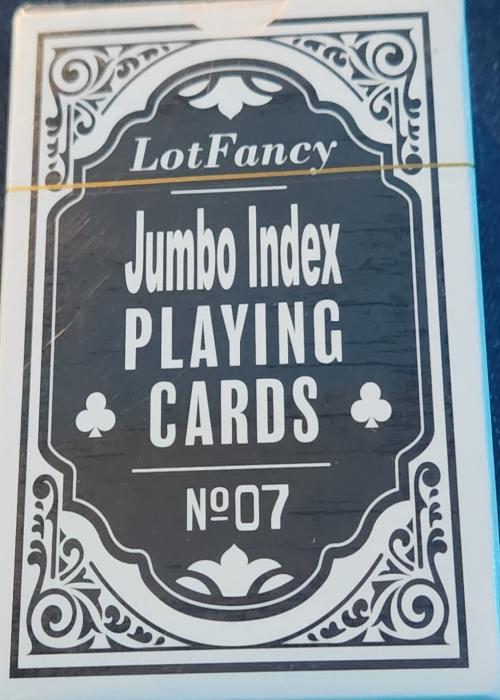 LotFancy
Jumbo Index
PLAYING
CARDS
Nº07